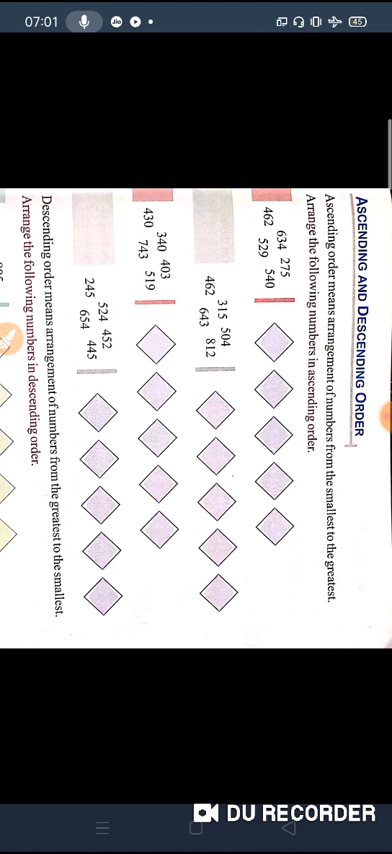 07:01
Jio
45
ASCENDING AND DESCENDING ORDER
Ascending order means arrangement of numbers from the smallest to the greatest.
Arrange the following numbers in ascending order.
634 275
462 529 540
315 504
462 643 812
340 403
430 743 519
524 452
245 654 445
Descending order means arrangement of numbers from the greatest to the smallest.
Arrange the following numbers in descending order.
DU RECORDER